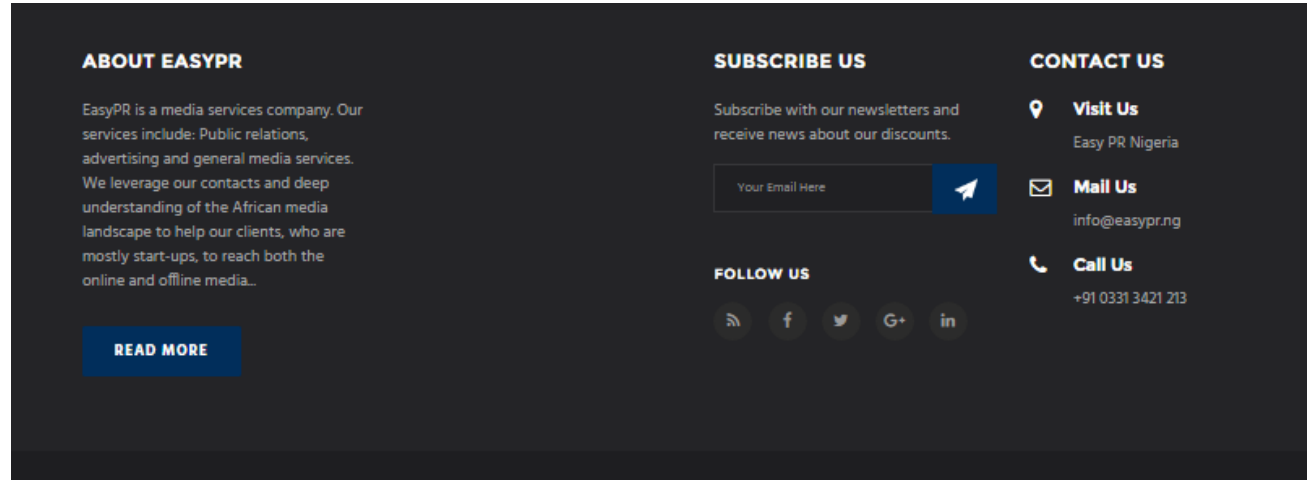 ABOUT EASYPR
EasyPR is a media services company. Our
services include: Public relations,
advertising and general media services.
We leverage our contacts and deep
understanding of the African media
landscape to help our clients, who are
mostly start-ups, to reach both the
online and offline media...
READ MORE
SUBSCRIBE US
Subscribe with our newsletters and
receive news about our discounts.
Your Email Here
FOLLOW US
CONTACT US
Visit Us
Easy PR Nigeria
Mail Us
info@easypr.ng
Call Us
+91 0331 3421 213